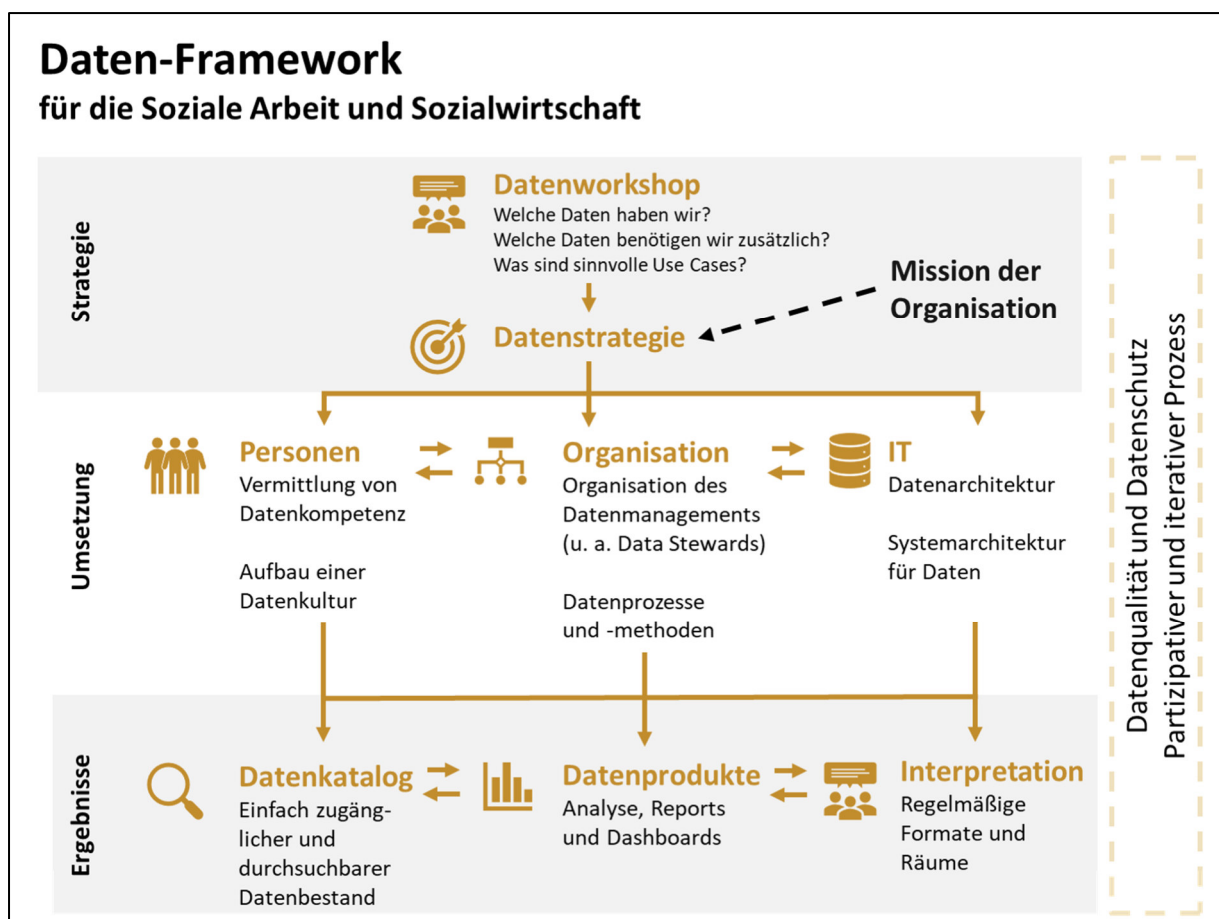 Daten-Framework
für die Soziale Arbeit und Sozialwirtschaft
Strategie
Datenworkshop
Welche Daten haben wir?
Welche Daten benötigen wir zusätzlich?
Was sind sinnvolle Use Cases?
Mission der
Organisation
Datenstrategie
Umsetzung
Personen
Vermittlung von
Datenkompetenz
Aufbau einer
Datenkultur
Organisation
Organisation des
Datenmanagements
(u. a. Data Stewards)
Datenprozesse
und -methoden
IT
Datenarchitektur
Systemarchitektur
für Daten
Ergebnisse
Datenkatalog
Einfach zugäng-
licher und
durchsuchbarer
Datenbestand
Datenprodukte
Analyse, Reports
und Dashboards
Interpretation
Regelmäßige
Formate und
Räume
Datenqualität und Datenschutz
Partizipativer und iterativer Prozess